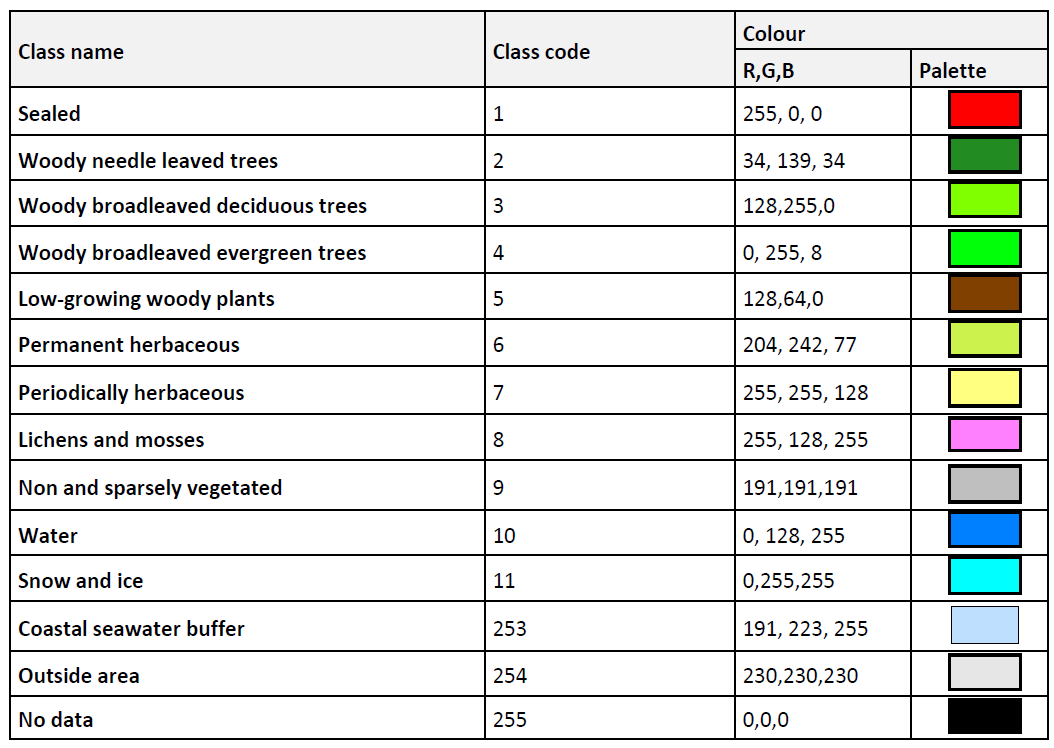 Class name Class code Colour
R,G,B Palette
Sealed 1 255, 0, 0
Woody needle leaved trees 2 34, 139, 34
Woody broadleaved deciduous trees 3 128,255,0
Woody broadleaved evergreen trees 4 0, 255, 8
Low-growing woody plants 5 128,64,0
Permanent herbaceous 6 204, 242, 77
Periodically herbaceous 7 255, 255, 128
Lichens and mosses 8 255, 128, 255
Non and sparsely vegetated 9 191,191,191
Water 10 0, 128, 255
Snow and ice 11 0,255,255
Coastal seawater buffer 253 191, 223, 255
Outside area 254 230,230,230
No data 255 0,0,0